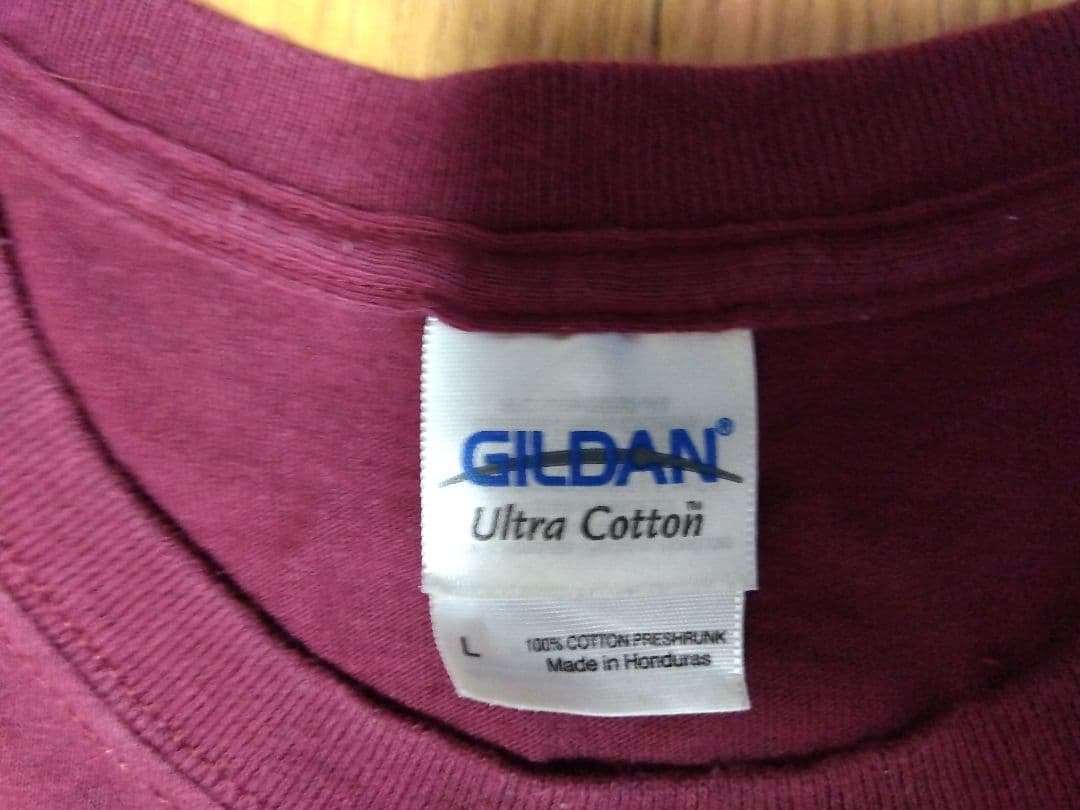 GILDAN®
Ultra Cotton™
L 100% COTTON PRESHRUNK
Made in Honduras